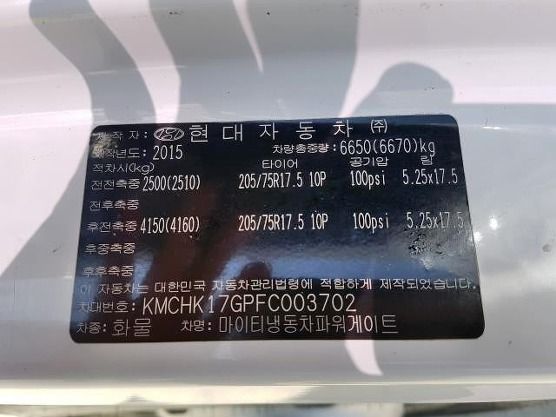 제작자: 현대자동차 ㈜
제작년도: 2015 차량총중량: 6650(6670)kg
적차시(kg) 타이어 공기압 림
전전축중 2500(2510) 205/75R17.5 10P 100psi 5.25x17.5
전후축중
후전축중 4150(4160) 205/75R17.5 10P 100psi 5.25x17.5
후중축중
후후축중
이 자동차는 대한민국 자동차관리법령에 적합하게 제작되었습니다.
차대번호: KMCHK17GPFC003702
차종: 화물 차명: 마이티냉동차파워게이트